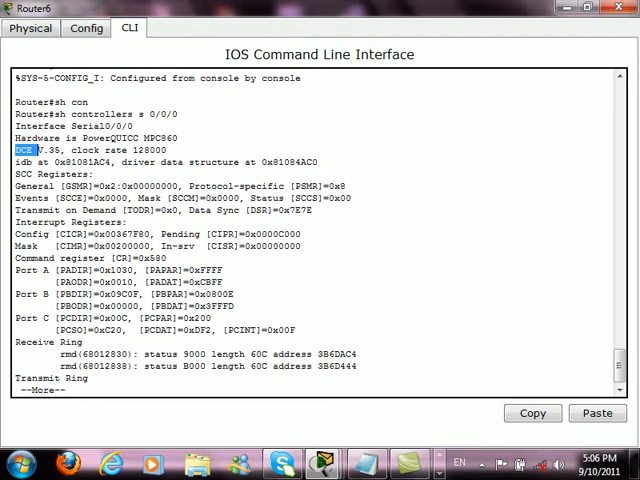 Router6
Physical
Config
CLI
IOS Command Line Interface
%SYS-5-CONFIG_I: Configured from console by console
Router#sh con
Router#sh controllers s 0/0/0
Interface Serial0/0/0
Hardware is PowerQUICC MPC860
DCE V.35, clock rate 128000
idb at 0x81081AC4, driver data structure at 0x81084AC0
SCC Registers:
General [GSMR]=0x2:0x00000000, Protocol-specific [PSMR]=0x8
Events [SCCE]=0x0000, Mask [SCCM]=0x0000, Status [SCCS]=0x00
Transmit on Demand [TODR]=0x0, Data Sync [DSR]=0x7E7E
Interrupt Registers:
Config [CICR]=0x00367F80, Pending [CIPR]=0x0000C000
Mask   [CIMR]=0x00200000, In-srv  [CISR]=0x00000000
Command register [CR]=0x580
Port A [PADIR]=0x1030, [PAPAR]=0xFFFF
[PAODR]=0x0010, [PADAT]=0xCBFF
Port B [PBDIR]=0x09C0F, [PBPAR]=0x0800E
[PBODR]=0x00000, [PBDAT]=0x3FFFD
Port C [PCDIR]=0x00C, [PCPAR]=0x200
[PCSO]=0xC20,  [PCDAT]=0xDF2, [PCINT]=0x00F
Receive Ring
rmd(68012830): status 9000 length 60C address 3B6DAC4
rmd(68012838): status B000 length 60C address 3B6D444
Transmit Ring
--More--
Copy
Paste
EN
5:06 PM
9/10/2011